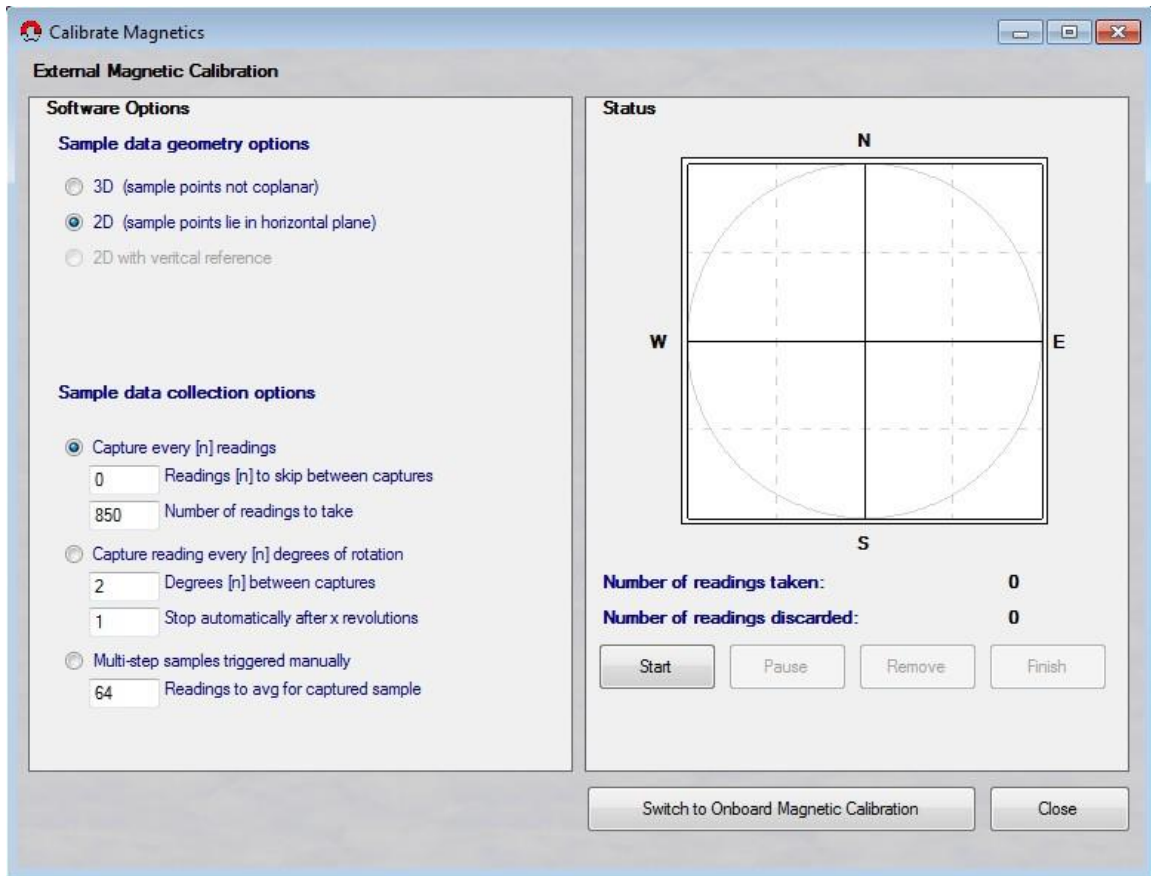 Calibrate Magnetics
External Magnetic Calibration
Software Options
Sample data geometry options
3D (sample points not coplanar)
2D (sample points lie in horizontal plane)
2D with veritcal reference
Sample data collection options
Capture every [n] readings
0 Readings [n] to skip between captures
850 Number of readings to take
Capture reading every [n] degrees of rotation
2 Degrees [n] between captures
1 Stop automatically after x revolutions
Multi-step samples triggered manually
64 Readings to avg for captured sample
Status
N
W E
S
Number of readings taken: 0
Number of readings discarded: 0
Start Pause Remove Finish
Switch to Onboard Magnetic Calibration Close